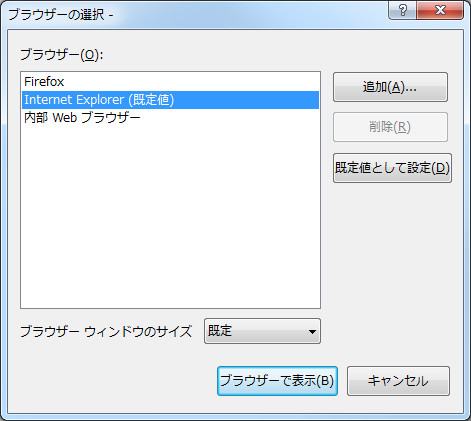 ブラウザーの選択 -
?
ブラウザー(O):
Firefox
Internet Explorer (既定値)
内部 Web ブラウザー
追加(A)...
削除(R)
既定値として設定(D)
ブラウザー ウィンドウのサイズ
既定
ブラウザーで表示(B)
キャンセル